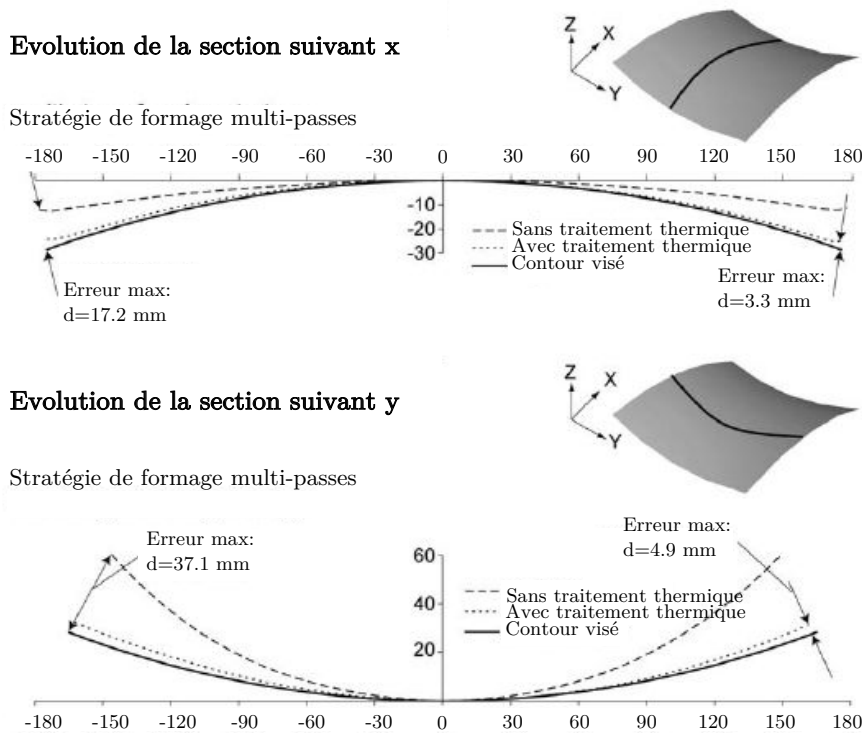 Evolution de la section suivant x
Z
X
Y
Stratégie de formage multi-passes
-180 -150 -120 -90 -60 -30 0 30 60 90 120 150 180
-10
-20
-30
Sans traitement thermique
Avec traitement thermique
Contour visé
Erreur max:
d=17.2 mm
Erreur max:
d=3.3 mm
Evolution de la section suivant y
Z
X
Y
Stratégie de formage multi-passes
Erreur max:
d=37.1 mm
Erreur max:
d=4.9 mm
60
40
20
Sans traitement thermique
Avec traitement thermique
Contour visé
-180 -150 -120 -90 -60 -30 0 30 60 90 120 150 180